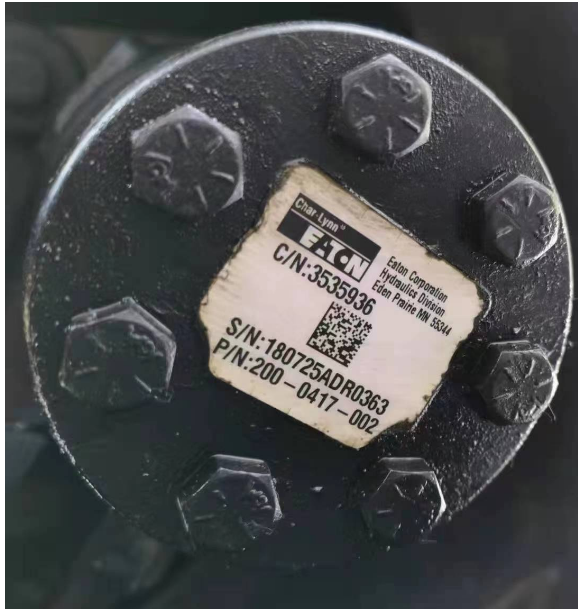 Char-Lynn®
EATON
Eaton Corporation
Hydraulics Division
Eden Prairie MN 55344
C/N:3535936
S/N:180725ADR0363
P/N:200-0417-002